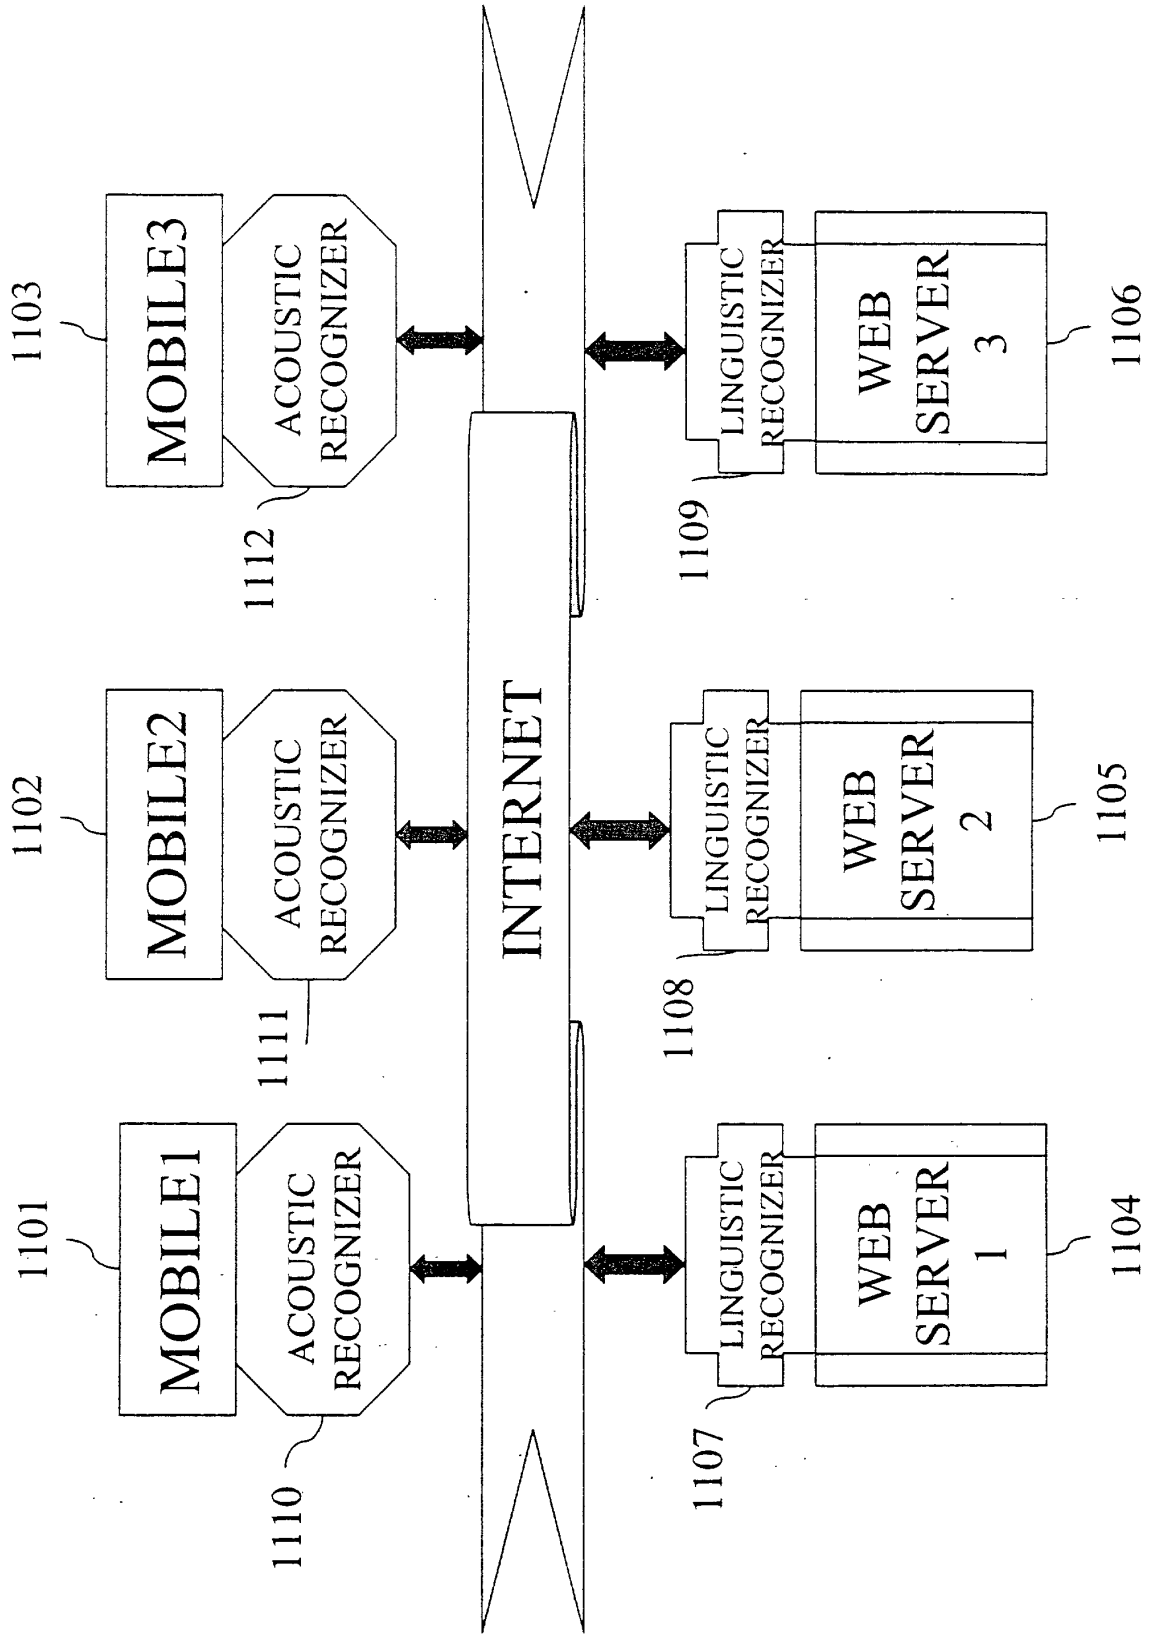 1101
1102
1103
MOBILE1
MOBILE2
MOBILE3
ACOUSTIC
RECOGNIZER
ACOUSTIC
RECOGNIZER
ACOUSTIC
RECOGNIZER
1110
1111
1112
INTERNET
1107
1108
1109
LINGUISTIC
RECOGNIZER
LINGUISTIC
RECOGNIZER
LINGUISTIC
RECOGNIZER
WEB
SERVER
1
WEB
SERVER
2
WEB
SERVER
3
1104
1105
1106